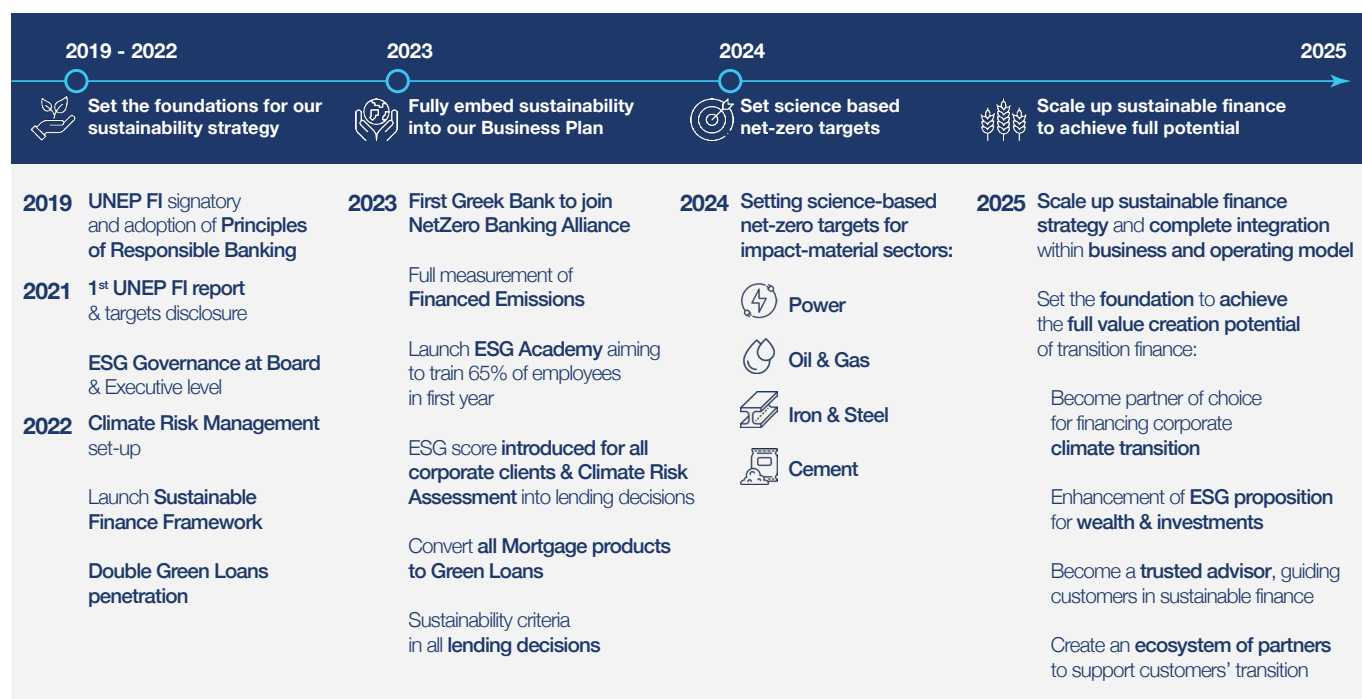 2019 - 2022
Set the foundations for our
sustainability strategy
2023
Fully embed sustainability
into our Business Plan
2024
Set science based
net-zero targets
2025
Scale up sustainable finance
to achieve full potential
2019 UNEP FI signatory
and adoption of Principles
of Responsible Banking
2021 1st UNEP FI report
& targets disclosure
ESG Governance at Board
& Executive level
2022 Climate Risk Management
set-up
Launch Sustainable
Finance Framework
Double Green Loans
penetration
2023 First Greek Bank to join
NetZero Banking Alliance
Full measurement of
Financed Emissions
Launch ESG Academy aiming
to train 65% of employees
in first year
ESG score introduced for all
corporate clients & Climate Risk
Assessment into lending decisions
Convert all Mortgage products
to Green Loans
Sustainability criteria
in all lending decisions
2024 Setting science-based
net-zero targets for
impact-material sectors:
Power
Oil & Gas
Iron & Steel
Cement
2025 Scale up sustainable finance
strategy and complete integration
within business and operating model
Set the foundation to achieve
the full value creation potential
of transition finance:
Become partner of choice
for financing corporate
climate transition
Enhancement of ESG proposition
for wealth & investments
Become a trusted advisor, guiding
customers in sustainable finance
Create an ecosystem of partners
to support customers' transition